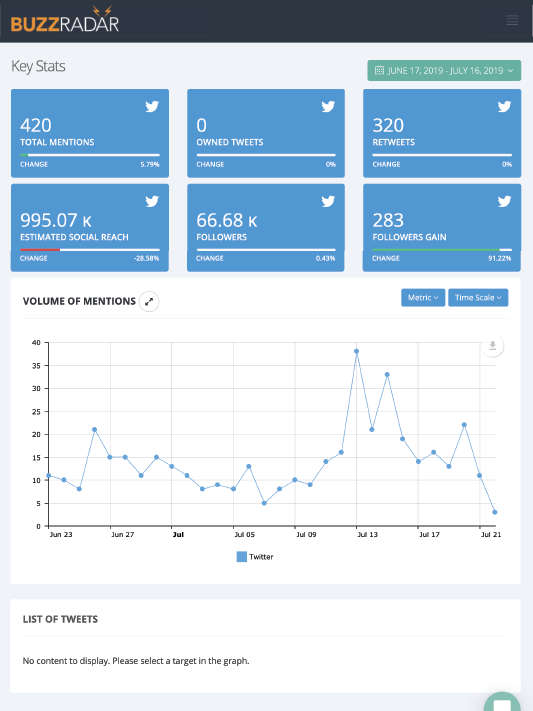 BUZZRADAR
Key Stats
JUNE 17, 2019 - JULY 16, 2019
420
TOTAL MENTIONS
CHANGE 5.79%
0
OWNED TWEETS
CHANGE 0%
320
RETWEETS
CHANGE 0%
995.07 K
ESTIMATED SOCIAL REACH
CHANGE -28.58%
66.68 K
FOLLOWERS
CHANGE 0.43%
283
FOLLOWERS GAIN
CHANGE 91.22%
VOLUME OF MENTIONS
Metric
Time Scale
40
35
30
25
20
15
10
5
0
Jun 23 Jun 27 Jul Jul 05 Jul 09 Jul 13 Jul 17 Jul 21
Twitter
LIST OF TWEETS
No content to display. Please select a target in the graph.